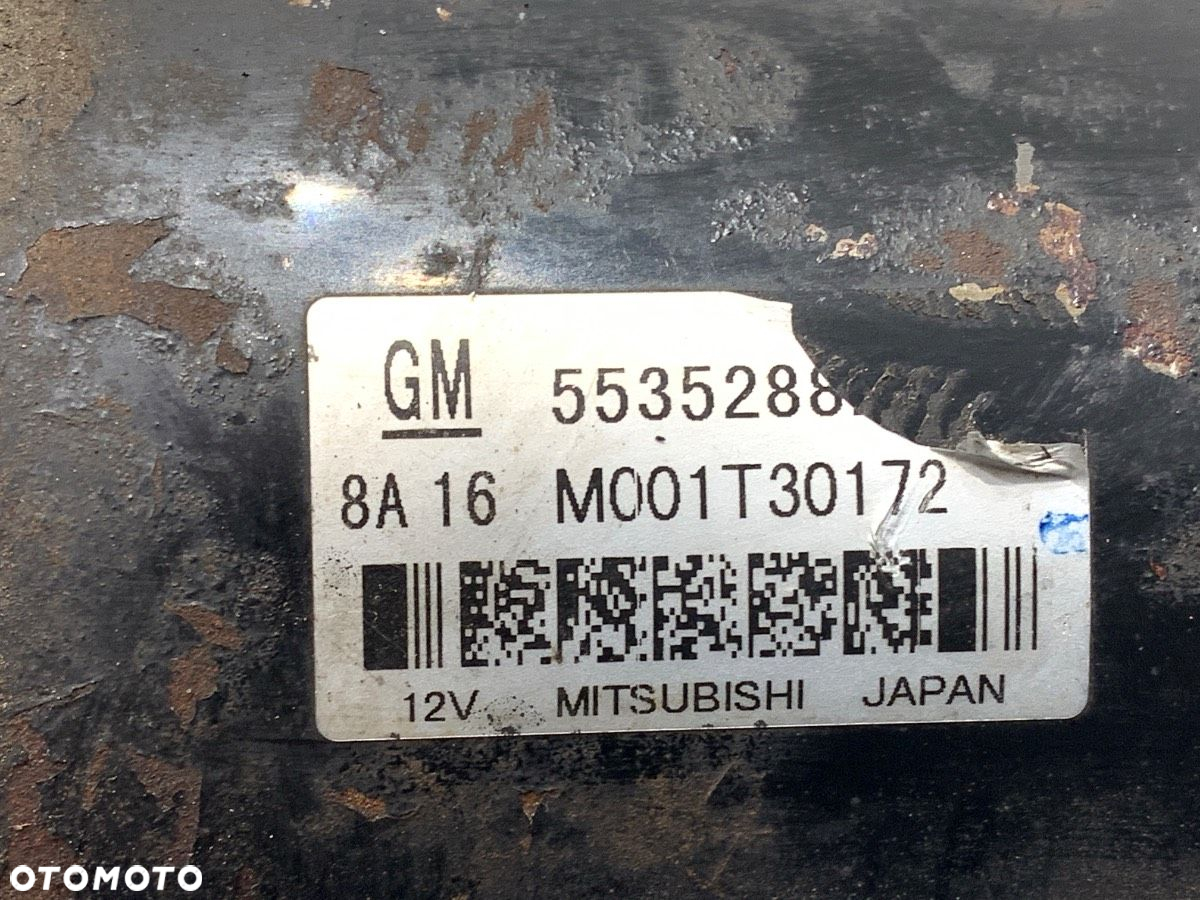 GM 5535288
8A 16 M001T30172
12V MITSUBISHI JAPAN
OTOMOTO